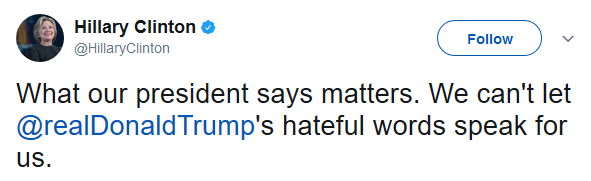 Hillary Clinton
@HillaryClinton
Follow
What our president says matters. We can't let
@realDonaldTrump's hateful words speak for
us.